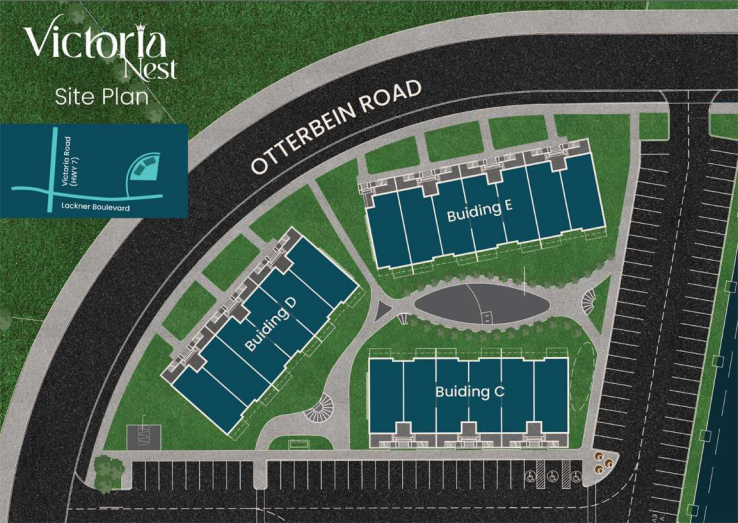 Victoria
Nest
Site Plan
OTTERBEIN ROAD
Victoria Road
(HWY 7)
Lackner Boulevard
Buiding E
Buiding D
Buiding C